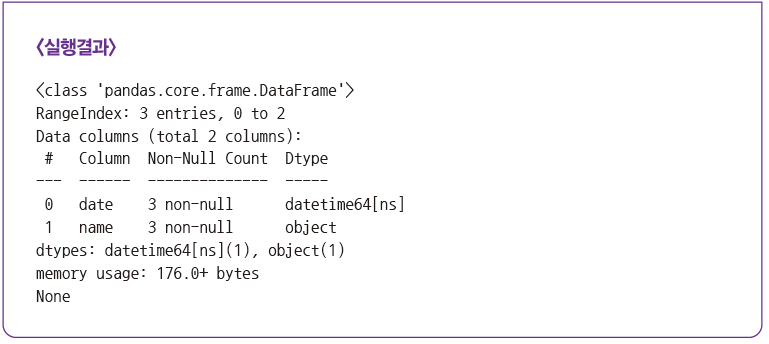 〈실행결과〉
<class 'pandas.core.frame.DataFrame'>
RangeIndex: 3 entries, 0 to 2
Data columns (total 2 columns):
 #   Column  Non-Null Count  Dtype
---  ------  --------------  -----
 0   date    3 non-null      datetime64[ns]
 1   name    3 non-null      object
dtypes: datetime64[ns](1), object(1)
memory usage: 176.0+ bytes
None